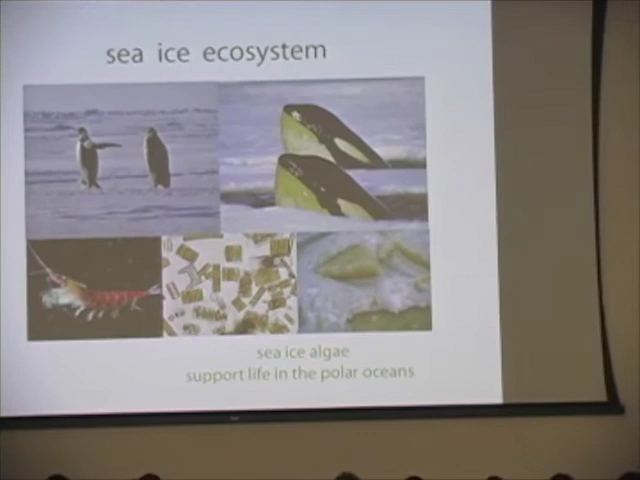 sea ice ecosystem
sea ice algae
support life in the polar oceans